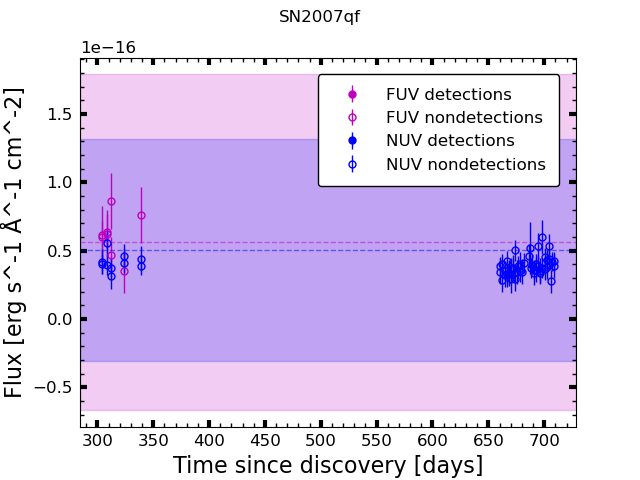 SN2007qf
1e−16
FUV detections
FUV nondetections
NUV detections
NUV nondetections
1.5
1.0
0.5
0.0
−0.5
Flux [erg s^-1 Å^-1 cm^-2]
300 350 400 450 500 550 600 650 700
Time since discovery [days]